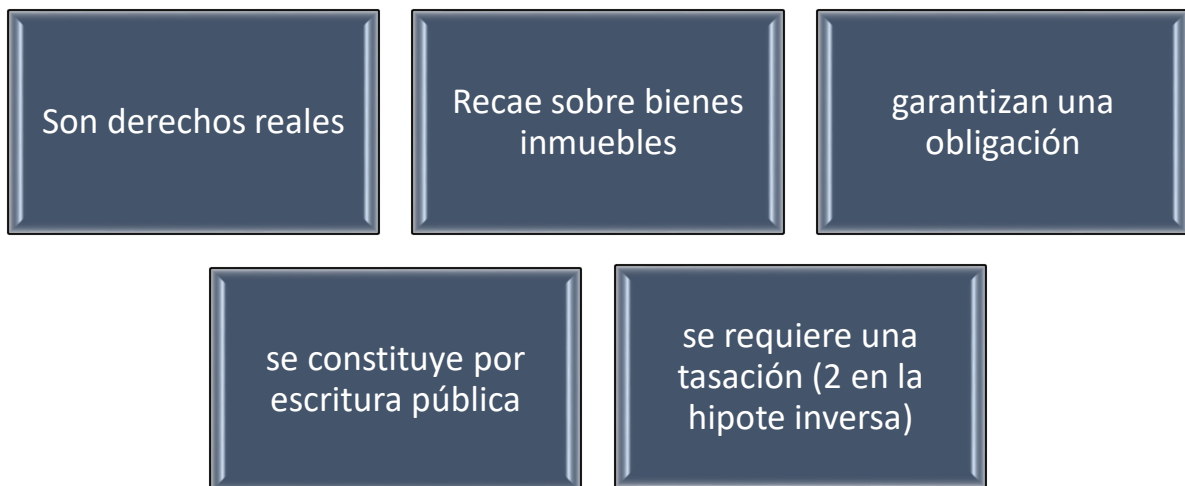 Son derechos reales
Recae sobre bienes
inmuebles
garantizan una
obligación
se constituye por
escritura pública
se requiere una
tasación (2 en la
hipote inversa)